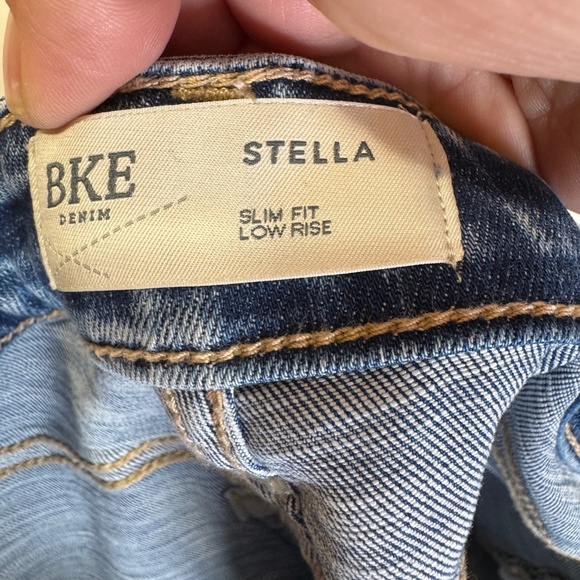 BKE
DENIM
STELLA
SLIM FIT
LOW RISE